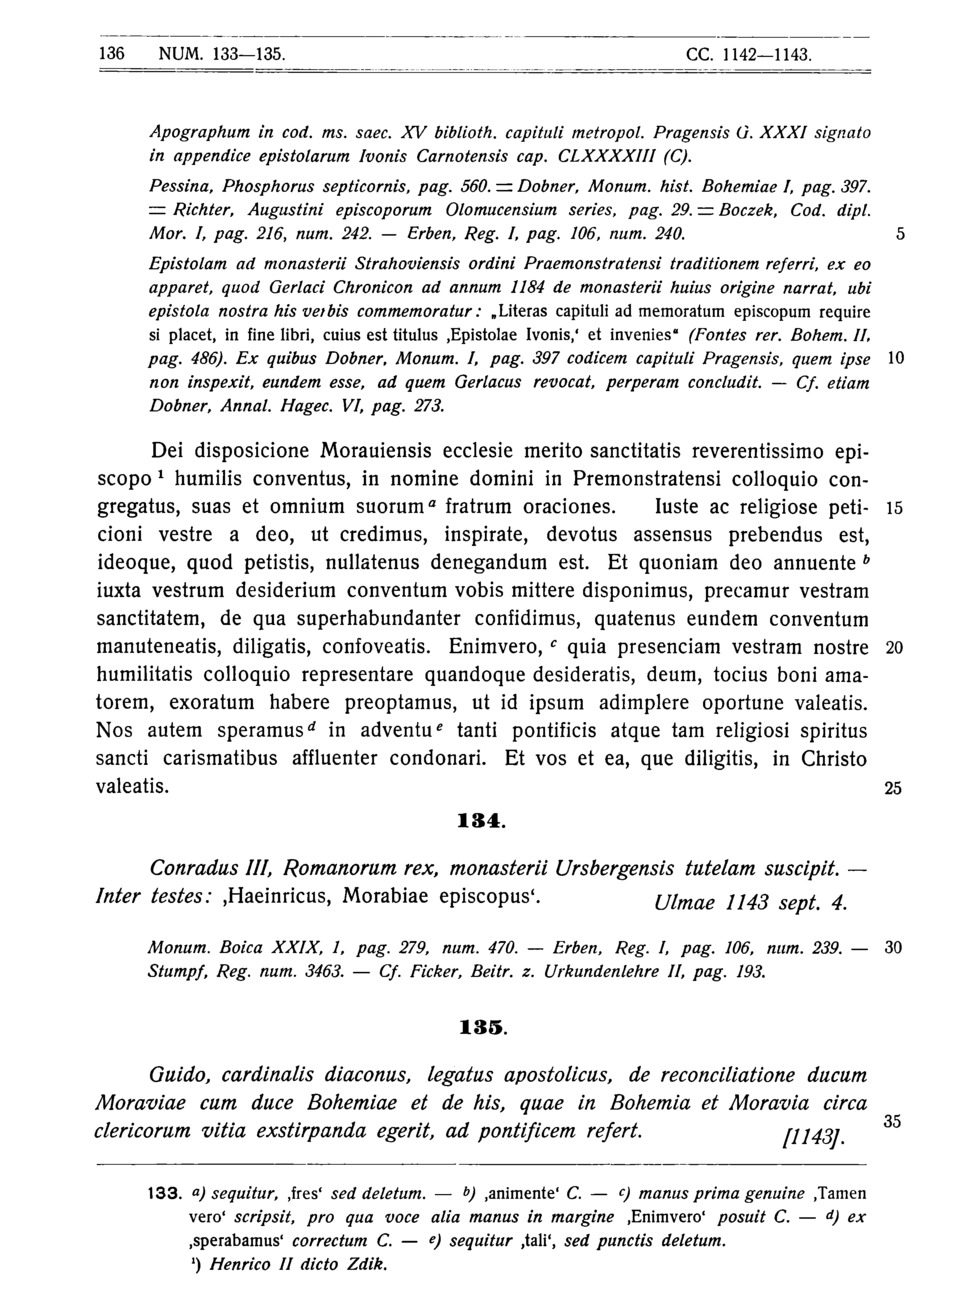 136 NUM. 133—135. CC. 1142—1143.
Apographum in cod. ms. saec. XV biblioth. capituli metropol. Pragensis G. XXXI signato
in appendice epistolarum Ivonis Carnotensis cap. CLXXXXIII (C).
Pessina, Phosphorus septicornis, pag. 560. = Dobner, Monum. hist. Bohemiae I, pag. 397.
= Richter, Augustini episcoporum Olomucensium series, pag. 29. = Boczek, Cod. dipl.
Mor. I, pag. 216, num. 242. — Erben, Reg. I, pag. 106, num. 240. 5
Epistolam ad monasterii Strahoviensis ordini Praemonstratensi traditionem referri, ex eo
apparet, quod Gerlaci Chronicon ad annum 1184 de monasterii huius origine narrat, ubi
epistola nostra his verbis commemoratur: „Literas capituli ad memoratum episcopum require
si placet, in fine libri, cuius est titulus ‚Epistolae Ivonis,‘ et invenies“ (Fontes rer. Bohem. II,
pag. 486). Ex quibus Dobner, Monum. I, pag. 397 codicem capituli Pragensis, quem ipse 10
non inspexit, eundem esse, ad quem Gerlacus revocat, perperam concludit. — Cf. etiam
Dobner, Annal. Hagec. VI, pag. 273.
Dei disposicione Morauiensis ecclesie merito sanctitatis reverentissimo epi-
scopo ¹ humilis conventus, in nomine domini in Premonstratensi colloquio con-
gregatus, suas et omnium suorum ᵃ fratrum oraciones. Iuste ac religiose peti- 15
cioni vestre a deo, ut credimus, inspirate, devotus assensus prebendus est,
ideoque, quod petistis, nullatenus denegandum est. Et quoniam deo annuente ᵇ
iuxta vestrum desiderium conventum vobis mittere disponimus, precamur vestram
sanctitatem, de qua superhabundanter confidimus, quatenus eundem conventum
manuteneatis, diligatis, confoveatis. Enimvero, ᶜ quia presenciam vestram nostre 20
humilitatis colloquio representare quandoque desideratis, deum, tocius boni ama-
torem, exoratum habere preoptamus, ut id ipsum adimplere oportune valeatis.
Nos autem speramus ᵈ in adventu ᵉ tanti pontificis atque tam religiosi spiritus
sancti carismatibus affluenter condonari. Et vos et ea, que diligitis, in Christo
valeatis. 25
134.
Conradus III, Romanorum rex, monasterii Ursbergensis tutelam suscipit. —
Inter testes: ‚Haeinricus, Morabiae episcopus‘. Ulmae 1143 sept. 4.
Monum. Boica XXIX, 1, pag. 279, num. 470. — Erben, Reg. I, pag. 106, num. 239. — 30
Stumpf, Reg. num. 3463. — Cf. Ficker, Beitr. z. Urkundenlehre II, pag. 193.
135.
Guido, cardinalis diaconus, legatus apostolicus, de reconciliatione ducum
Moraviae cum duce Bohemiae et de his, quae in Bohemia et Moravia circa
clericorum vitia exstirpanda egerit, ad pontificem refert. [1143]. 35
133. a) sequitur, ‚fres‘ sed deletum. — b) ‚animente‘ C. — c) manus prima genuine ‚Tamen
vero‘ scripsit, pro qua voce alia manus in margine ‚Enimvero‘ posuit C. — d) ex
‚sperabamus‘ correctum C. — e) sequitur ‚tali‘, sed punctis deletum.
¹) Henrico II dicto Zdik.